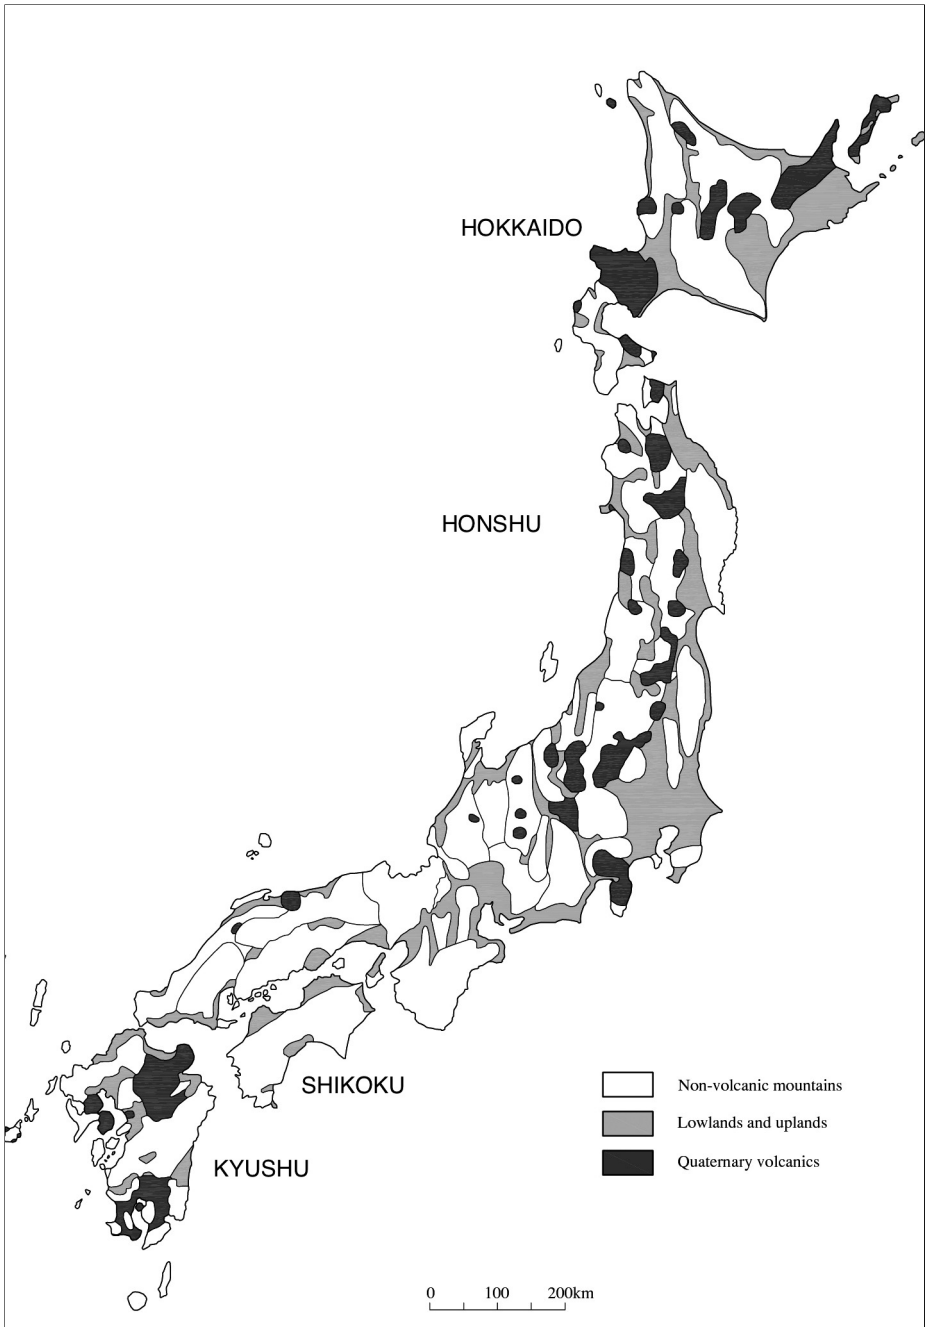 HOKKAIDO
HONSHU
SHIKOKU
KYUSHU
Non-volcanic mountains
Lowlands and uplands
Quaternary volcanics
0 100 200km